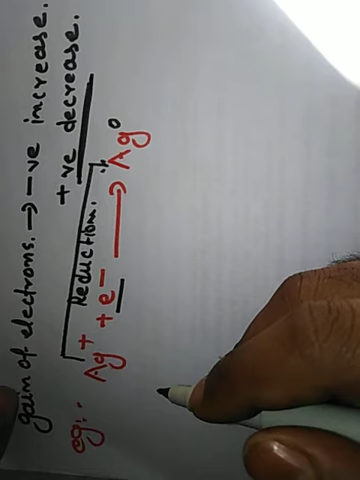 gain of electrons. → -ve increase.
+ve decrease.
Reduction.
eg:- Ag⁺ + e⁻ → Ag⁰